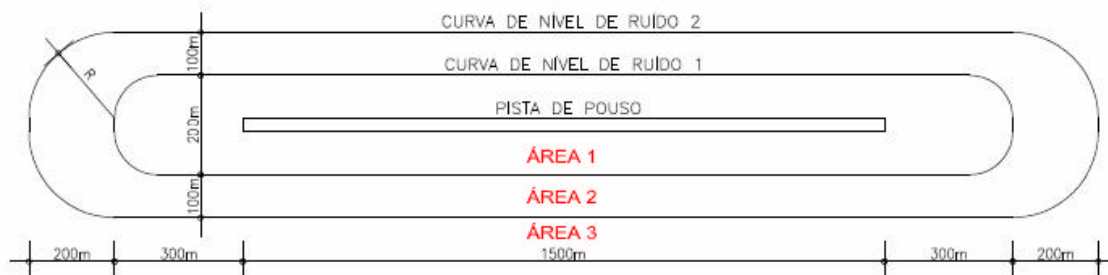 CURVA DE NÍVEL DE RUÍDO 2
100m
R
CURVA DE NÍVEL DE RUÍDO 1
PISTA DE POUSO
200m
ÁREA 1
100m
ÁREA 2
ÁREA 3
200m 300m 1500m 300m 200m